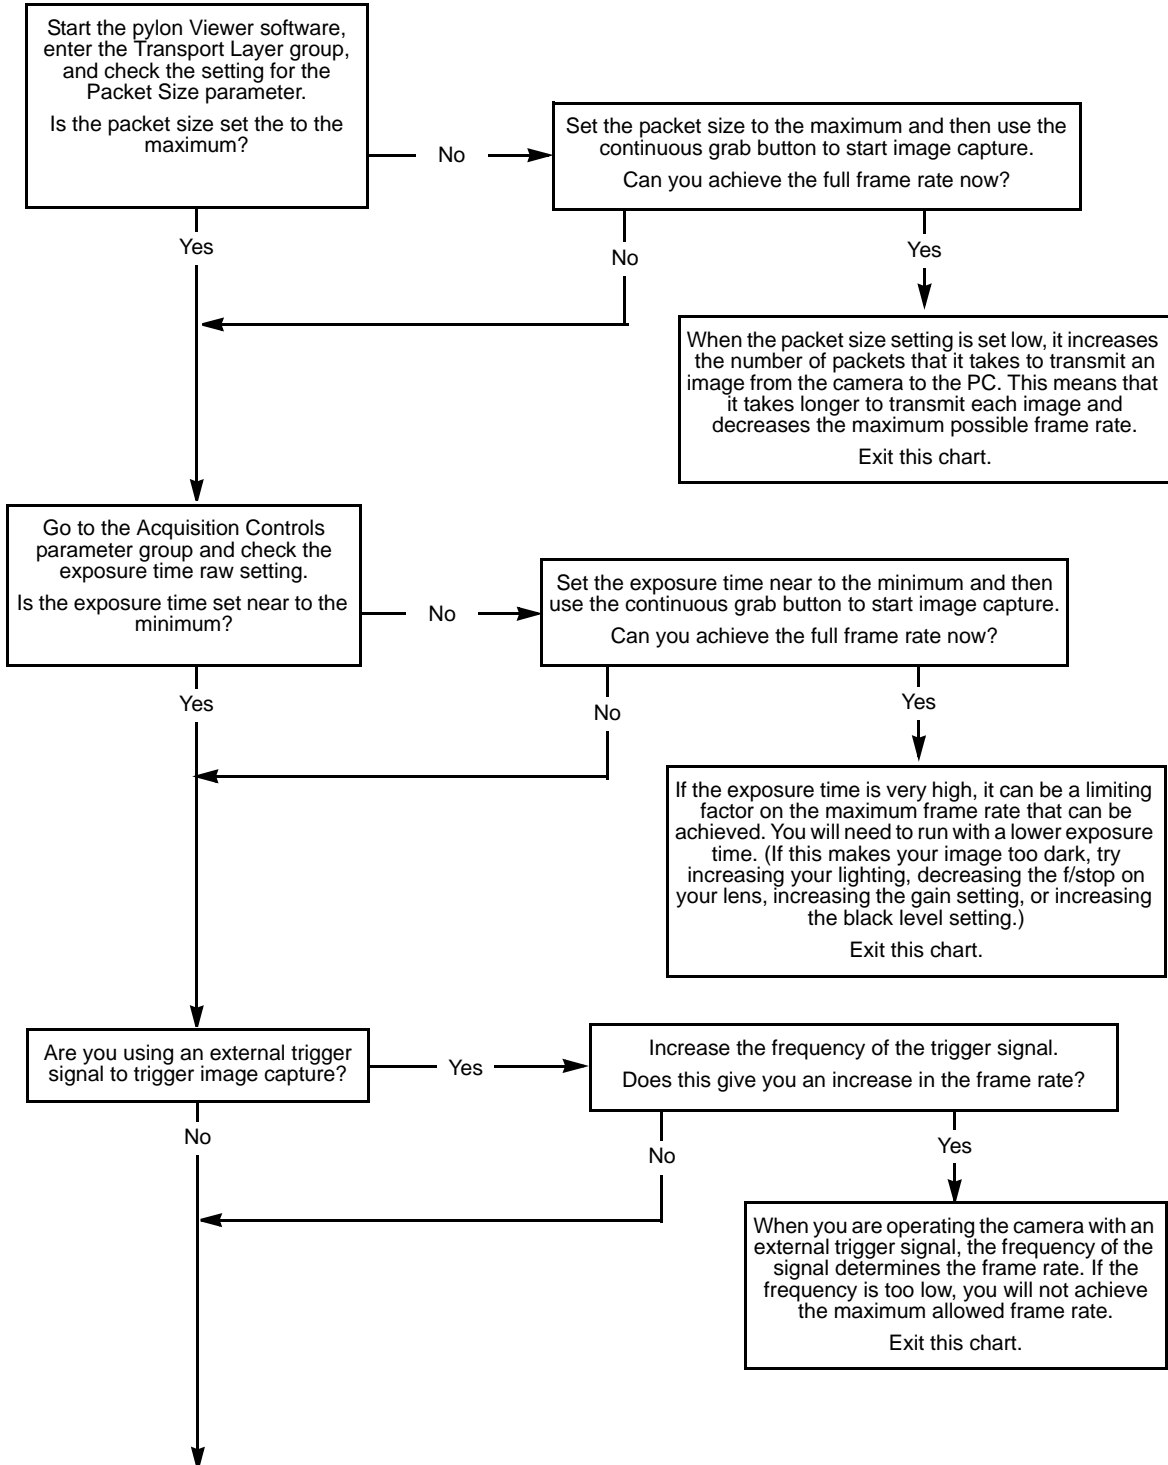 Start the pylon Viewer software,
enter the Transport Layer group,
and check the setting for the
Packet Size parameter.
Is the packet size set the to the
maximum?
No
Set the packet size to the maximum and then use the
continuous grab button to start image capture.
Can you achieve the full frame rate now?
Yes
No
Yes
When the packet size setting is set low, it increases
the number of packets that it takes to transmit an
image from the camera to the PC. This means that
it takes longer to transmit each image and
decreases the maximum possible frame rate.
Exit this chart.
Go to the Acquisition Controls
parameter group and check the
exposure time raw setting.
Is the exposure time set near to the
minimum?
No
Set the exposure time near to the minimum and then
use the continuous grab button to start image capture.
Can you achieve the full frame rate now?
Yes
No
Yes
If the exposure time is very high, it can be a limiting
factor on the maximum frame rate that can be
achieved. You will need to run with a lower exposure
time. (If this makes your image too dark, try
increasing your lighting, decreasing the f/stop on
your lens, increasing the gain setting, or increasing
the black level setting.)
Exit this chart.
Are you using an external trigger
signal to trigger image capture?
Yes
Increase the frequency of the trigger signal.
Does this give you an increase in the frame rate?
No
No
Yes
When you are operating the camera with an
external trigger signal, the frequency of the
signal determines the frame rate. If the
frequency is too low, you will not achieve
the maximum allowed frame rate.
Exit this chart.